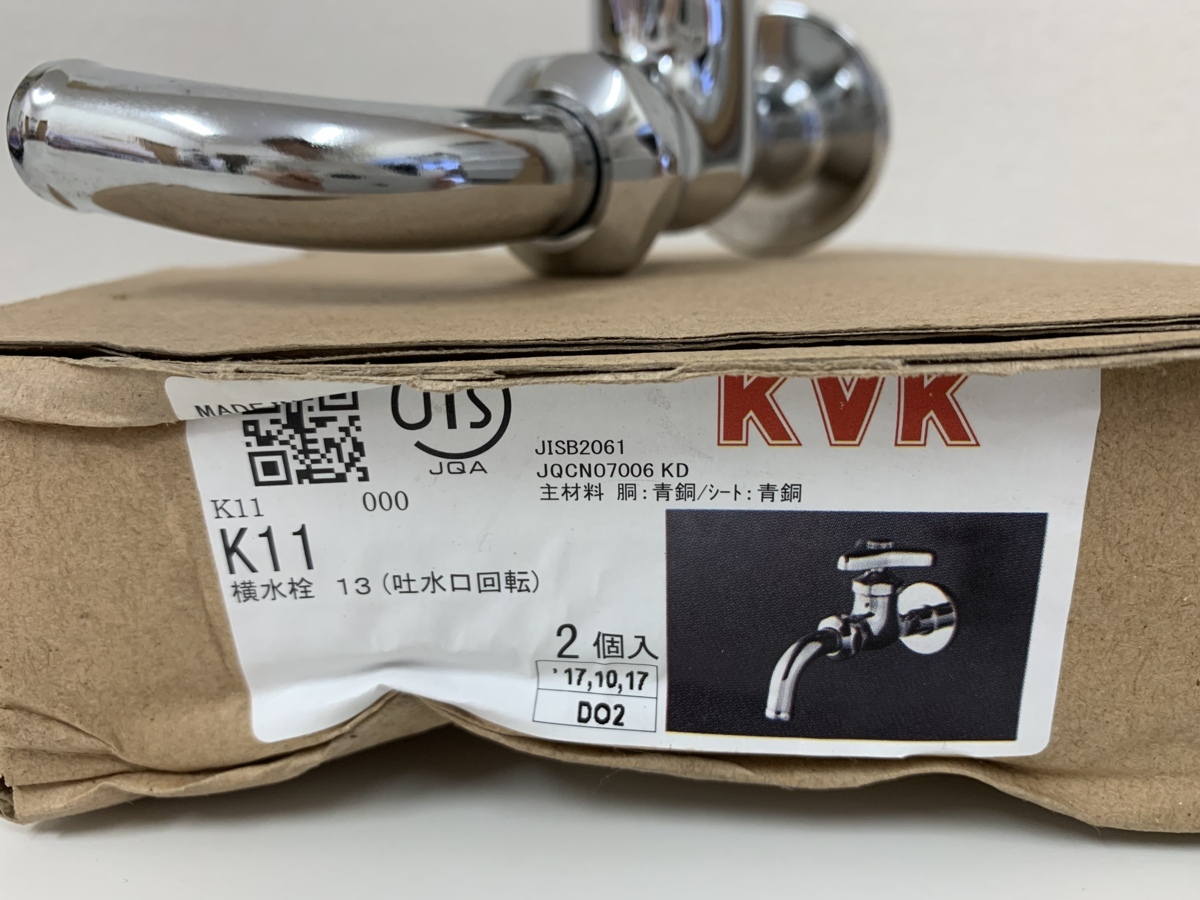 MADE
JIS
JQA
KVK
JISB2061
JQCN07006 KD
主材料 胴:青銅/シート:青銅
K11 000
K11
横水栓 13(吐水口回転)
2個入
'17,10,17
D02